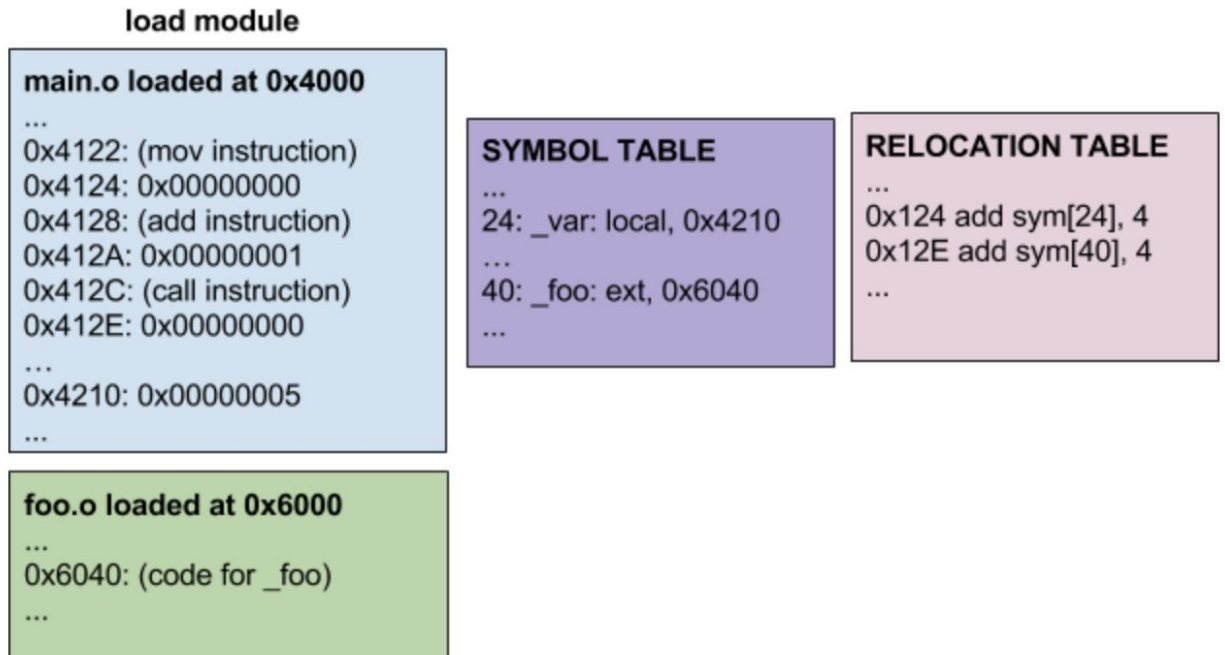 load module
main.o loaded at 0x4000
...
0x4122: (mov instruction)
0x4124: 0x00000000
0x4128: (add instruction)
0x412A: 0x00000001
0x412C: (call instruction)
0x412E: 0x00000000
...
0x4210: 0x00000005
...
SYMBOL TABLE
...
24: _var: local, 0x4210
...
40: _foo: ext, 0x6040
...
RELOCATION TABLE
...
0x124 add sym[24], 4
0x12E add sym[40], 4
...
foo.o loaded at 0x6000
...
0x6040: (code for _foo)
...